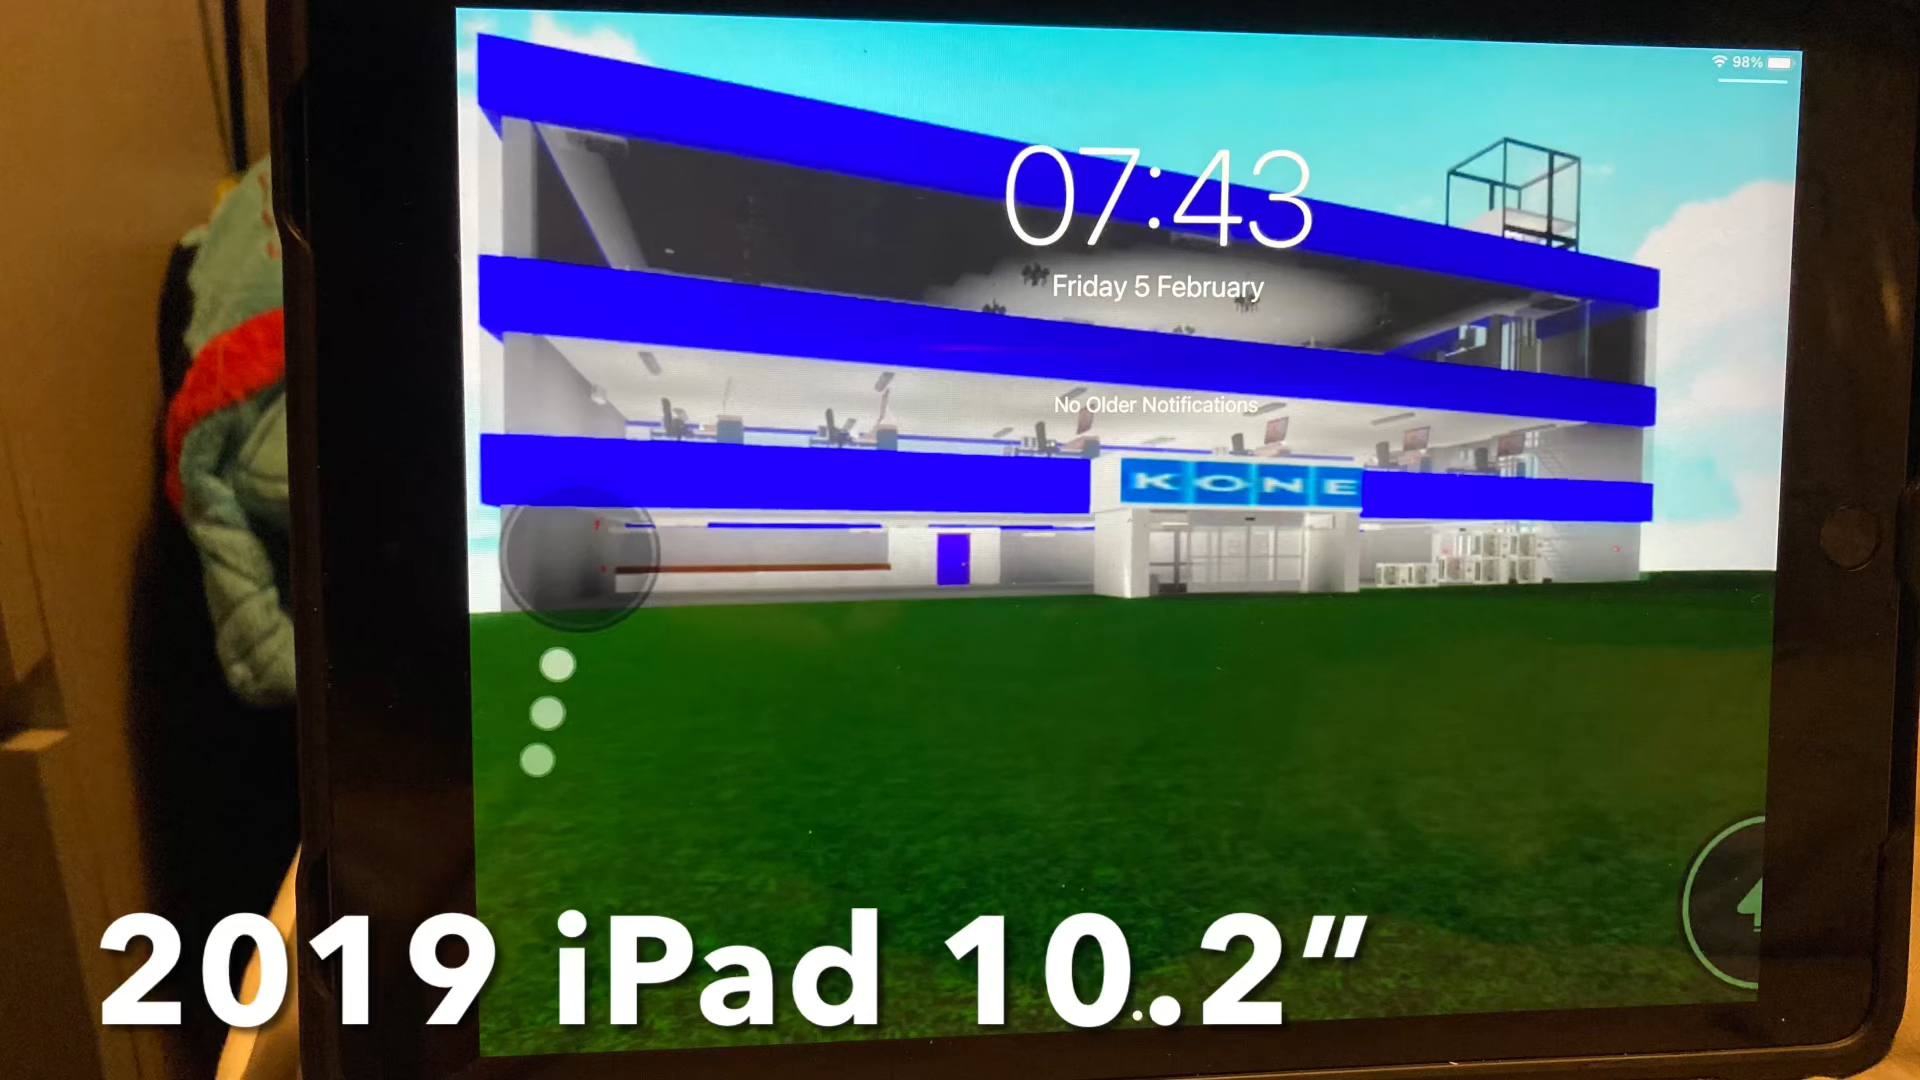 98%
07:43
Friday 5 February
No Older Notifications
KONE
2019 iPad 10.2"